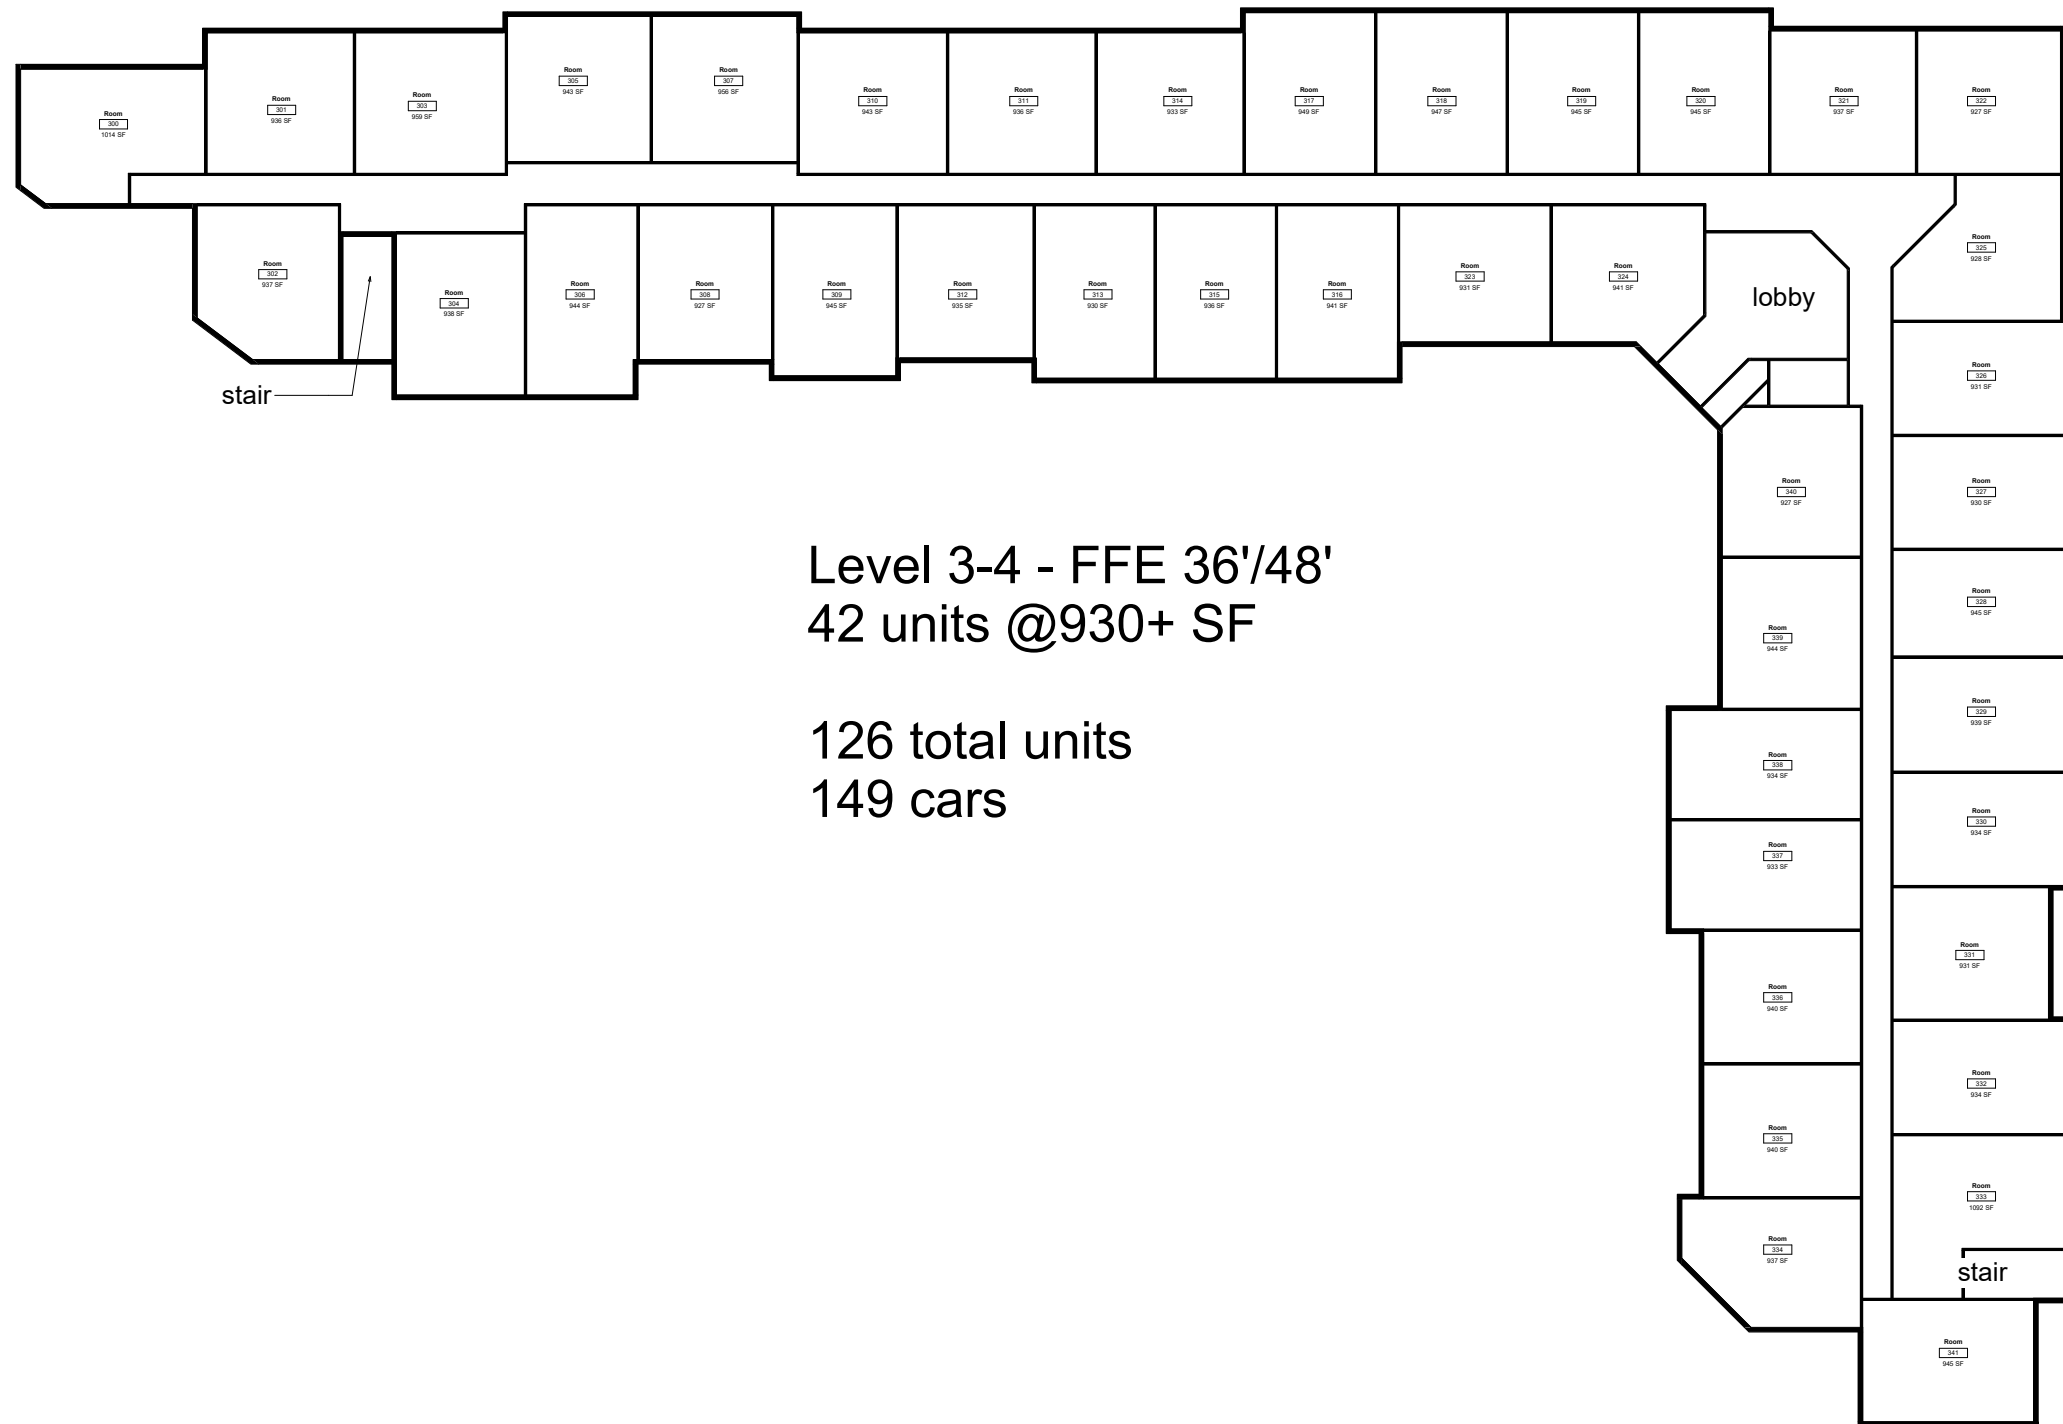 Room
300
1014 SF
Room
301
936 SF
Room
303
959 SF
Room
305
943 SF
Room
307
956 SF
Room
310
943 SF
Room
311
936 SF
Room
314
933 SF
Room
317
949 SF
Room
318
947 SF
Room
319
945 SF
Room
320
945 SF
Room
321
937 SF
Room
322
927 SF
Room
302
937 SF
Room
304
938 SF
Room
306
944 SF
Room
308
927 SF
Room
309
945 SF
Room
312
935 SF
Room
313
930 SF
Room
315
936 SF
Room
316
941 SF
Room
323
931 SF
Room
324
941 SF
lobby
Room
325
928 SF
stair
Room
326
931 SF
Room
340
927 SF
Room
327
930 SF
Level 3-4 - FFE 36'/48'
42 units @930+ SF
126 total units
149 cars
Room
339
944 SF
Room
328
945 SF
Room
338
934 SF
Room
329
939 SF
Room
337
933 SF
Room
330
934 SF
Room
336
940 SF
Room
331
931 SF
Room
335
940 SF
Room
332
934 SF
Room
334
937 SF
Room
333
1092 SF
stair
Room
341
945 SF